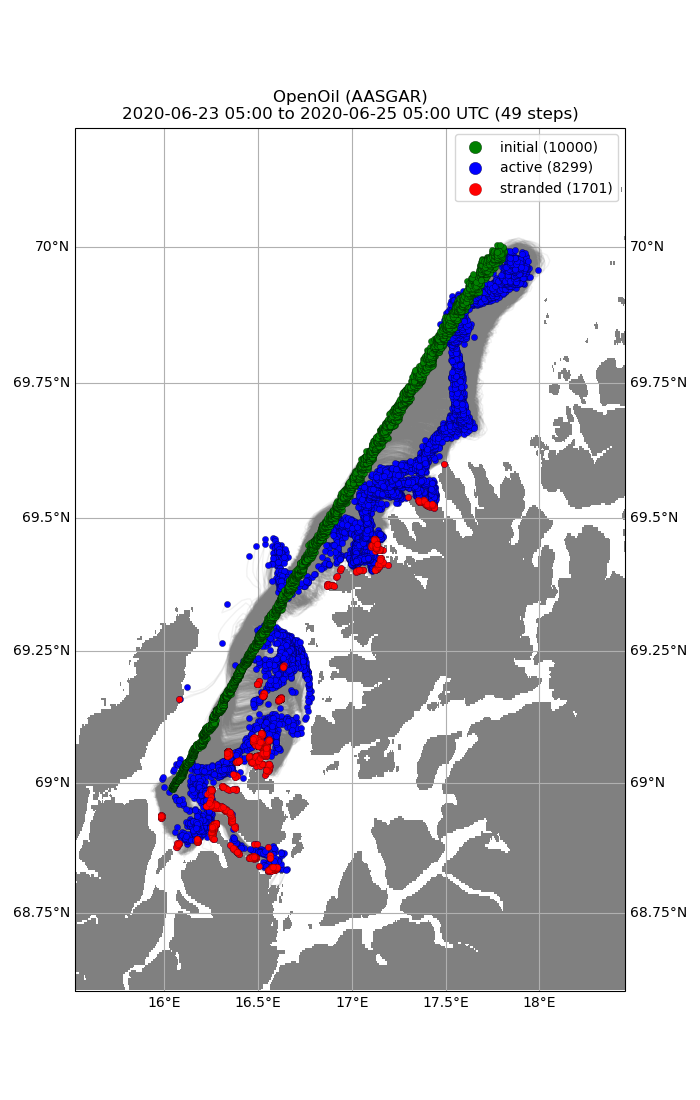 OpenOil (AASGAR)
2020-06-23 05:00 to 2020-06-25 05:00 UTC (49 steps)
initial (10000)
active (8299)
stranded (1701)
70°N 70°N
69.75°N 69.75°N
69.5°N 69.5°N
69.25°N 69.25°N
69°N 69°N
68.75°N 68.75°N
16°E 16.5°E 17°E 17.5°E 18°E